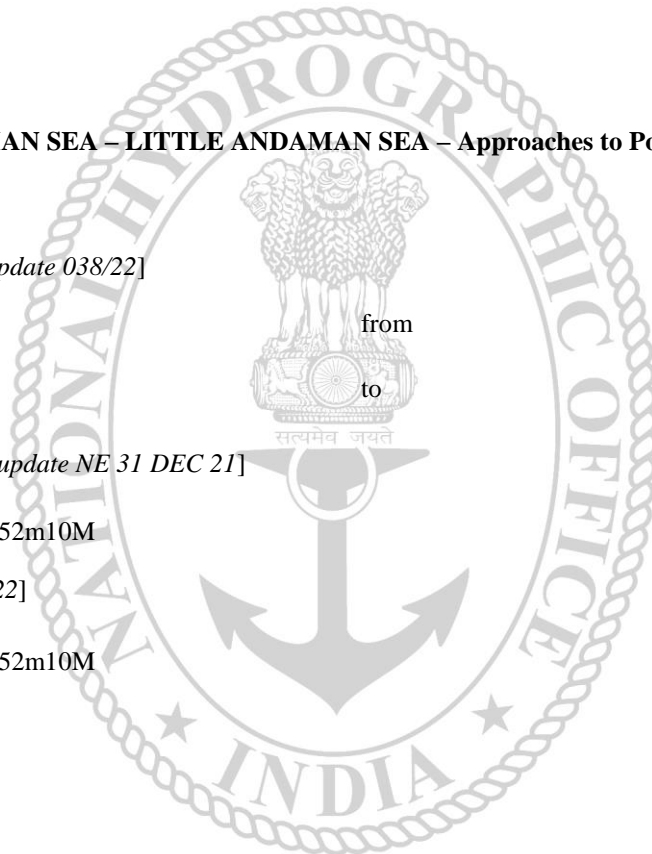 AN SEA – LITTLE ANDAMAN SEA – Approaches to Po
pdate 038/22]
from
to
update NE 31 DEC 21]
52m10M
22]
52m10M
NATIONAL HYDROGRAPHIC OFFICE
सत्यमेव जयते
INDIA